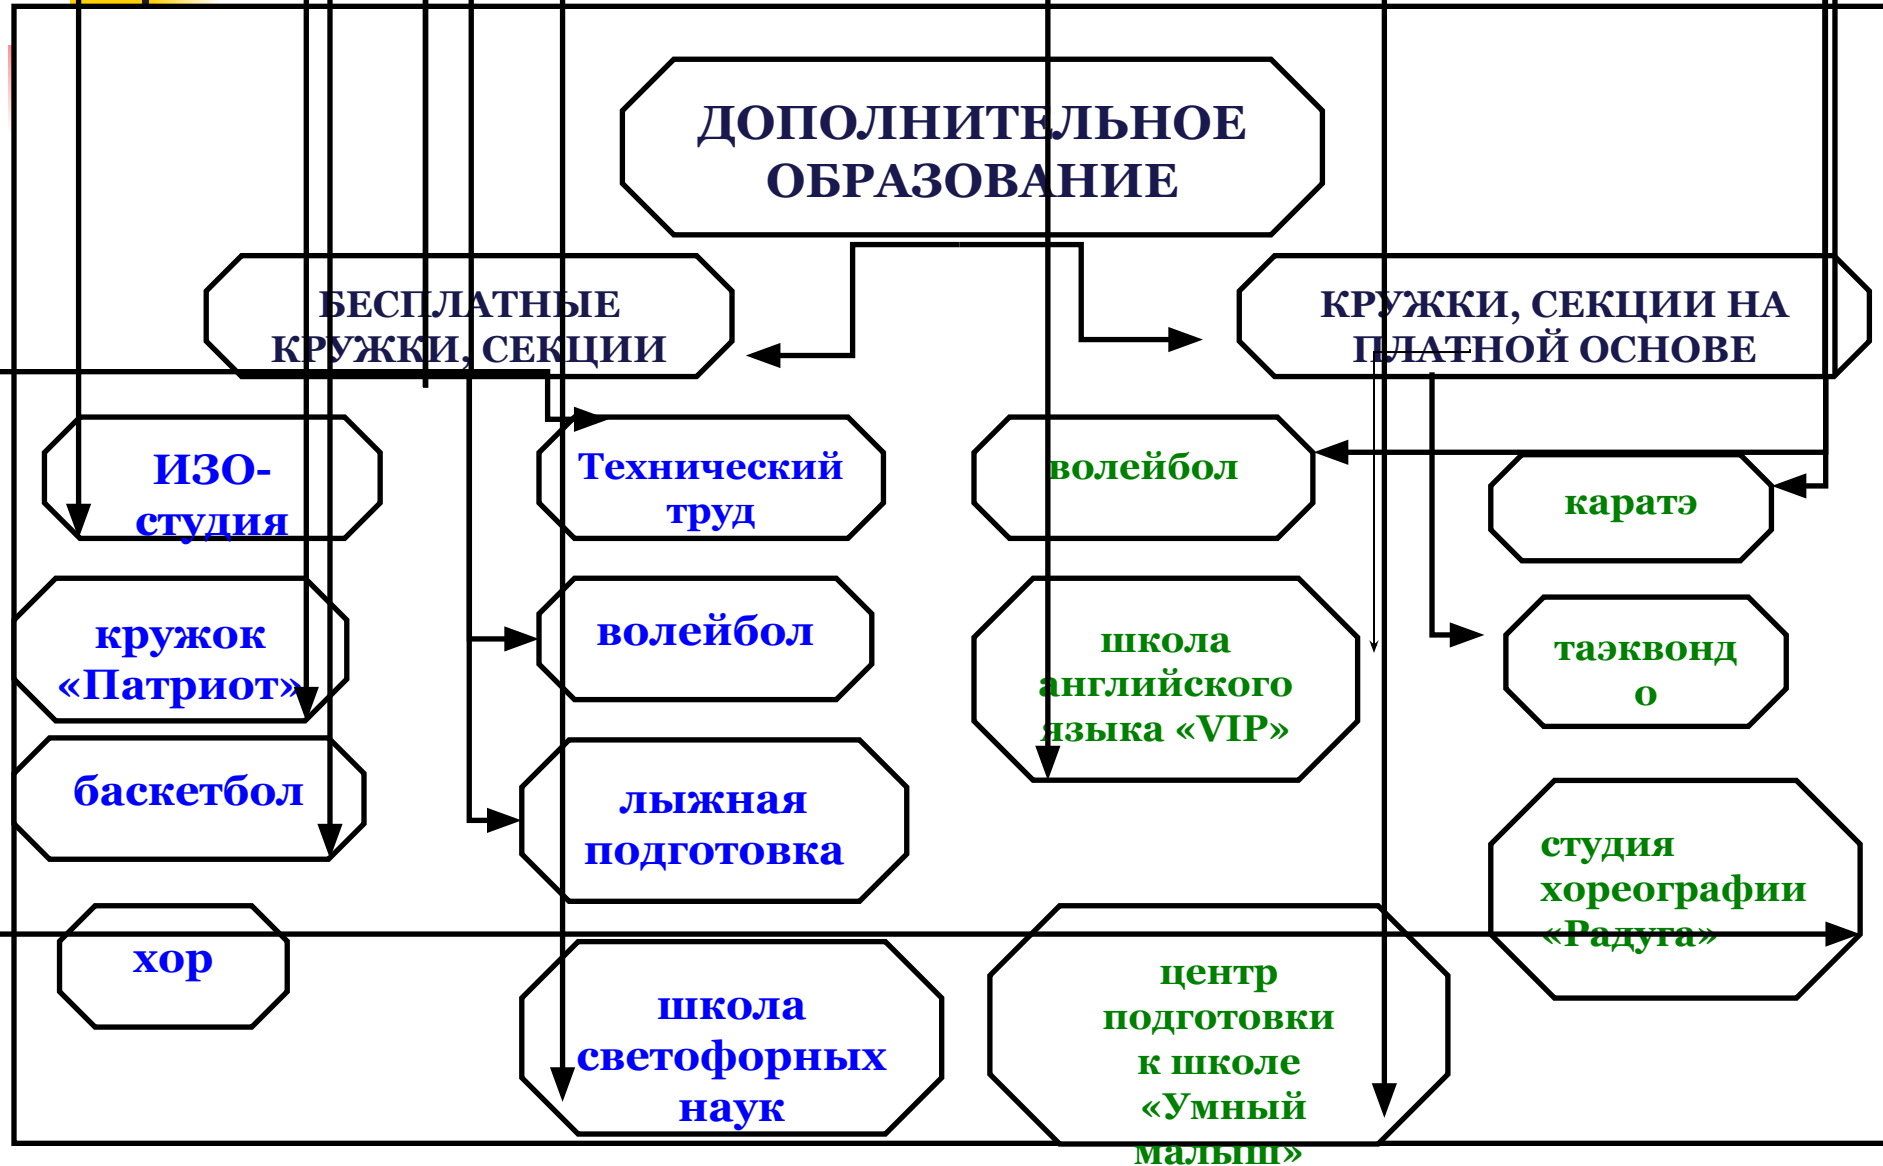 ДОПОЛНИТЕЛЬНОЕ
ОБРАЗОВАНИЕ
БЕСПЛАТНЫЕ
КРУЖКИ, СЕКЦИИ
КРУЖКИ, СЕКЦИИ НА
ПЛАТНОЙ ОСНОВЕ
ИЗО-
студия
Технический
труд
волейбол
каратэ
кружок
«Патриот»
волейбол
школа
английского
языка «VIP»
таэквонд
о
баскетбол
лыжная
подготовка
студия
хореографии
«Радуга»
хор
школа
светофорных
наук
центр
подготовки
к школе
«Умный
малыш»